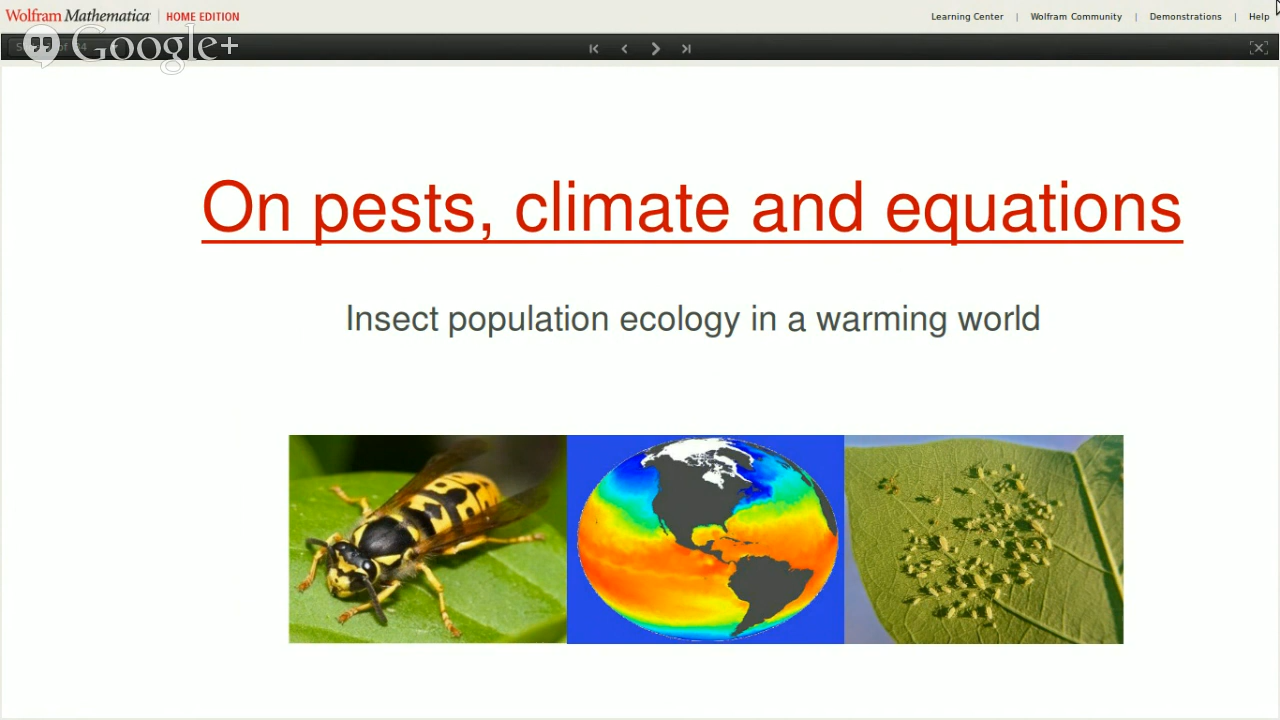 Wolfram Mathematica | HOME EDITION
Learning Center | Wolfram Community | Demonstrations | Help
Google+
On pests, climate and equations
Insect population ecology in a warming world